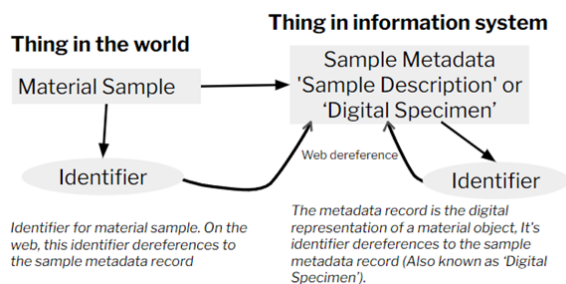 Thing in the world
Material Sample
Identifier
Identifier for material sample. On the
web, this identifier dereferences to
the sample metadata record
Thing in information system
Sample Metadata
'Sample Description' or
‘Digital Specimen’
Web dereference
Identifier
The metadata record is the digital
representation of a material object, It’s
identifier dereferences to the sample
metadata record (Also known as ‘Digital
Specimen’).